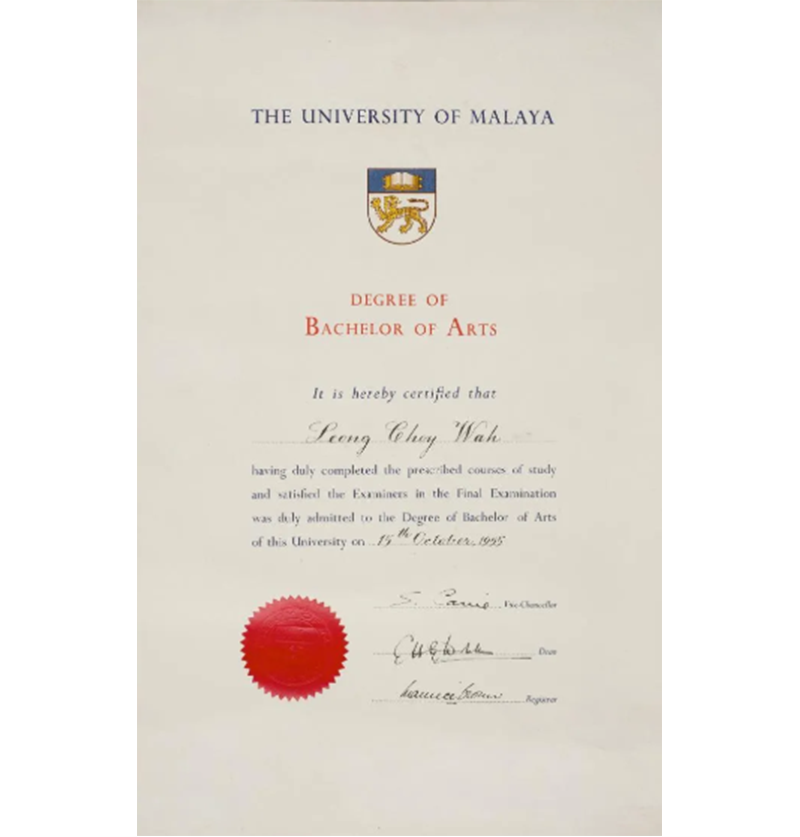 THE UNIVERSITY OF MALAYA
DEGREE OF
BACHELOR OF ARTS
It is hereby certified that
Leong Choy Wah
having duly completed the prescribed courses of study
and satisfied the Examiners in the Final Examination
was duly admitted to the Degree of Bachelor of Arts
of this University on 15th October, 1955
S. Caine Vice-Chancellor
Dean
Registrar